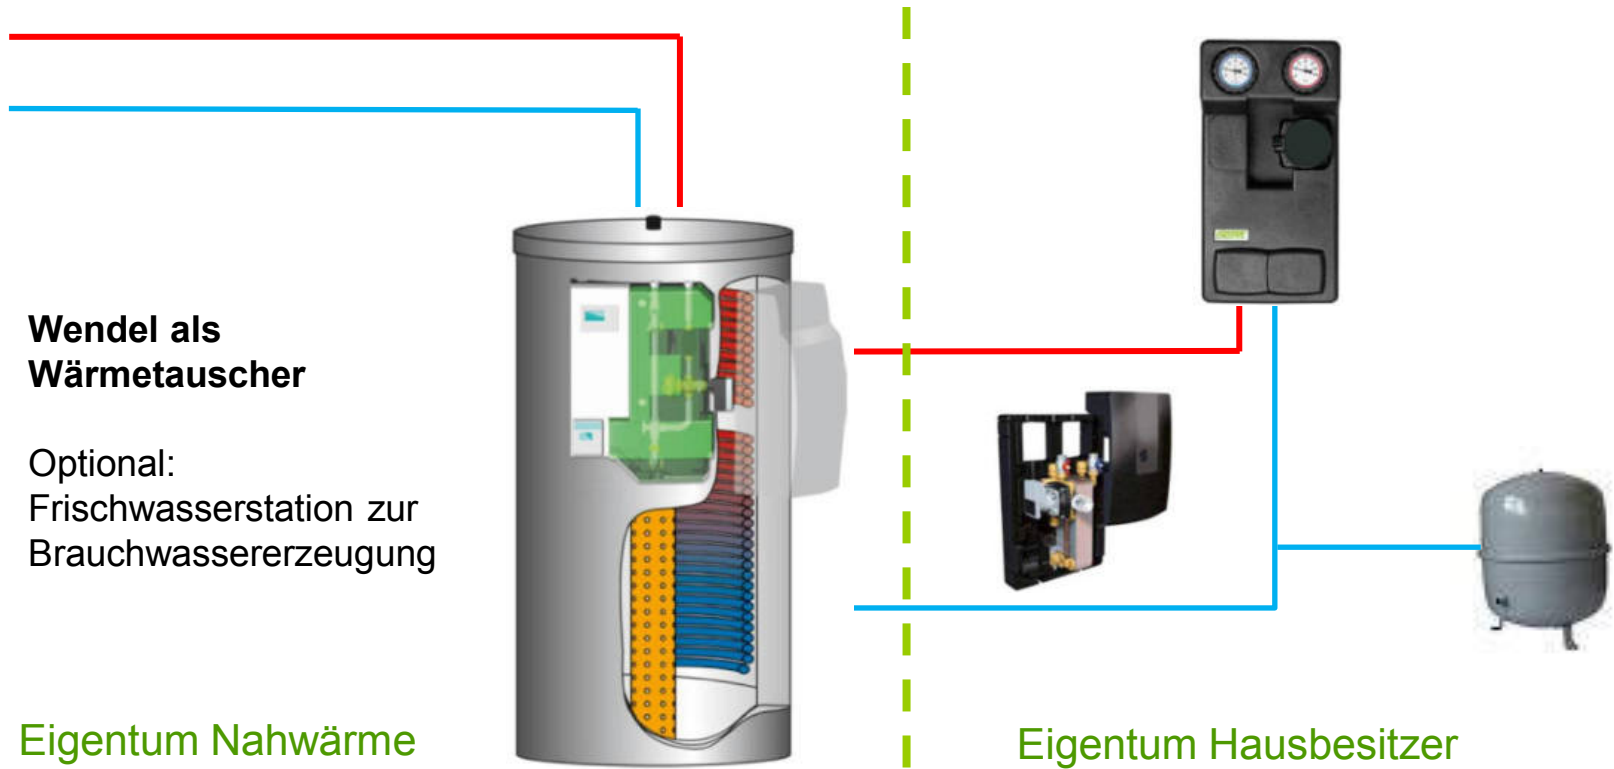 Wendel als
Wärmetauscher
Optional:
Frischwasserstation zur
Brauchwassererzeugung
Eigentum Nahwärme
Eigentum Hausbesitzer